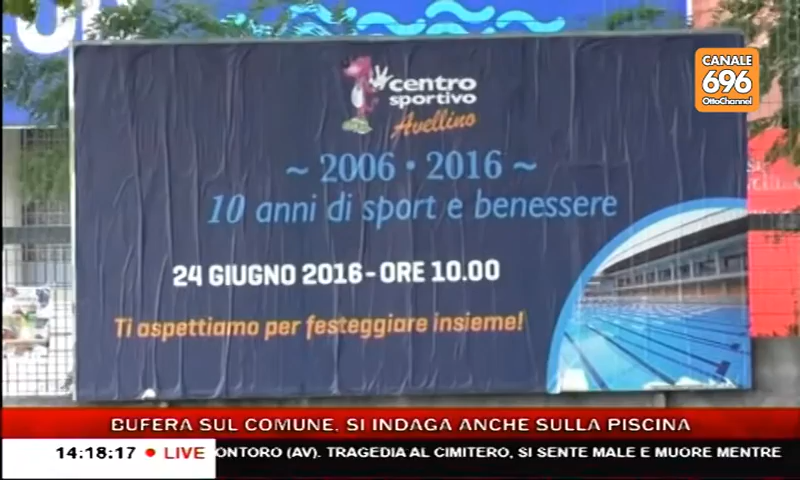 CANALE
696
OttoChannel
centro
sportivo
Avellino
~ 2006 • 2016 ~
10 anni di sport e benessere
24 GIUGNO 2016 - ORE 10.00
Ti aspettiamo per festeggiare insieme!
BUFERA SUL COMUNE, SI INDAGA ANCHE SULLA PISCINA
14:18:17 • LIVE ONTORO (AV). TRAGEDIA AL CIMITERO, SI SENTE MALE E MUORE MENTRE